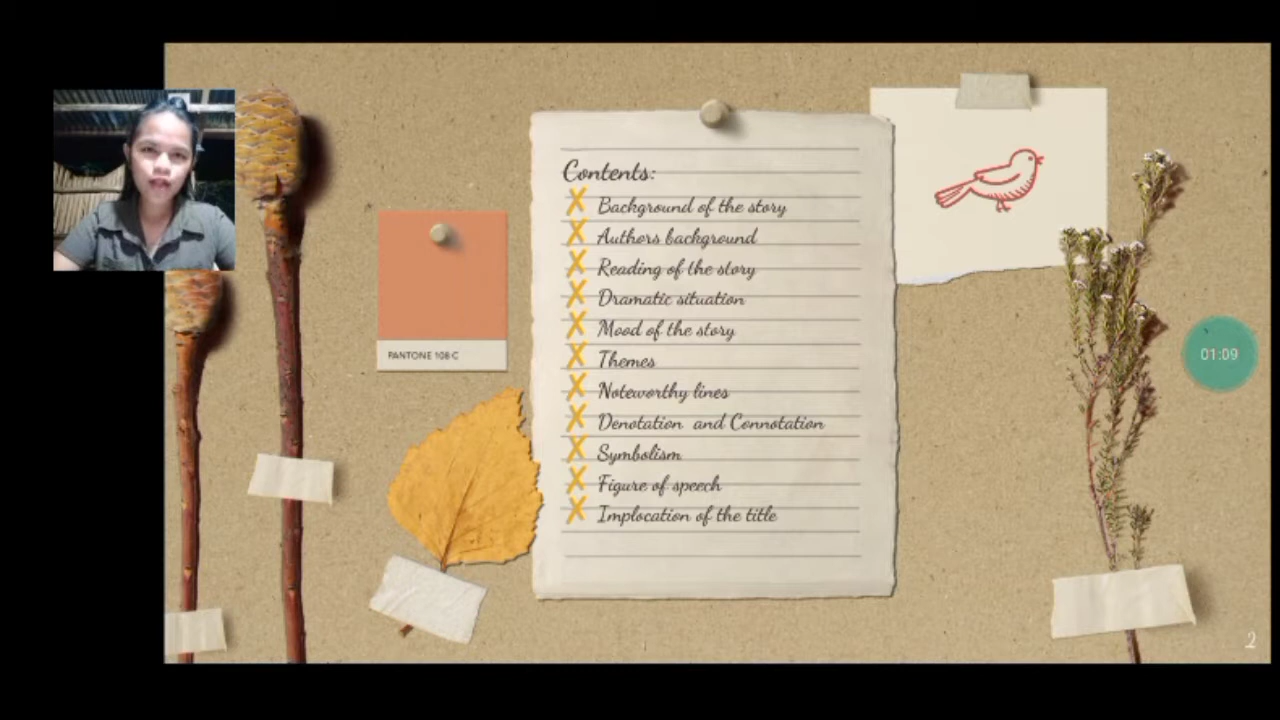 Contents:
Background of the story
Authors background
Reading of the story
Dramatic situation
Mood of the story
Themes
Noteworthy lines
Denotation and Connotation
Symbolism
Figure of speech
Implocation of the title
PANTONE 108 C
01:09
2